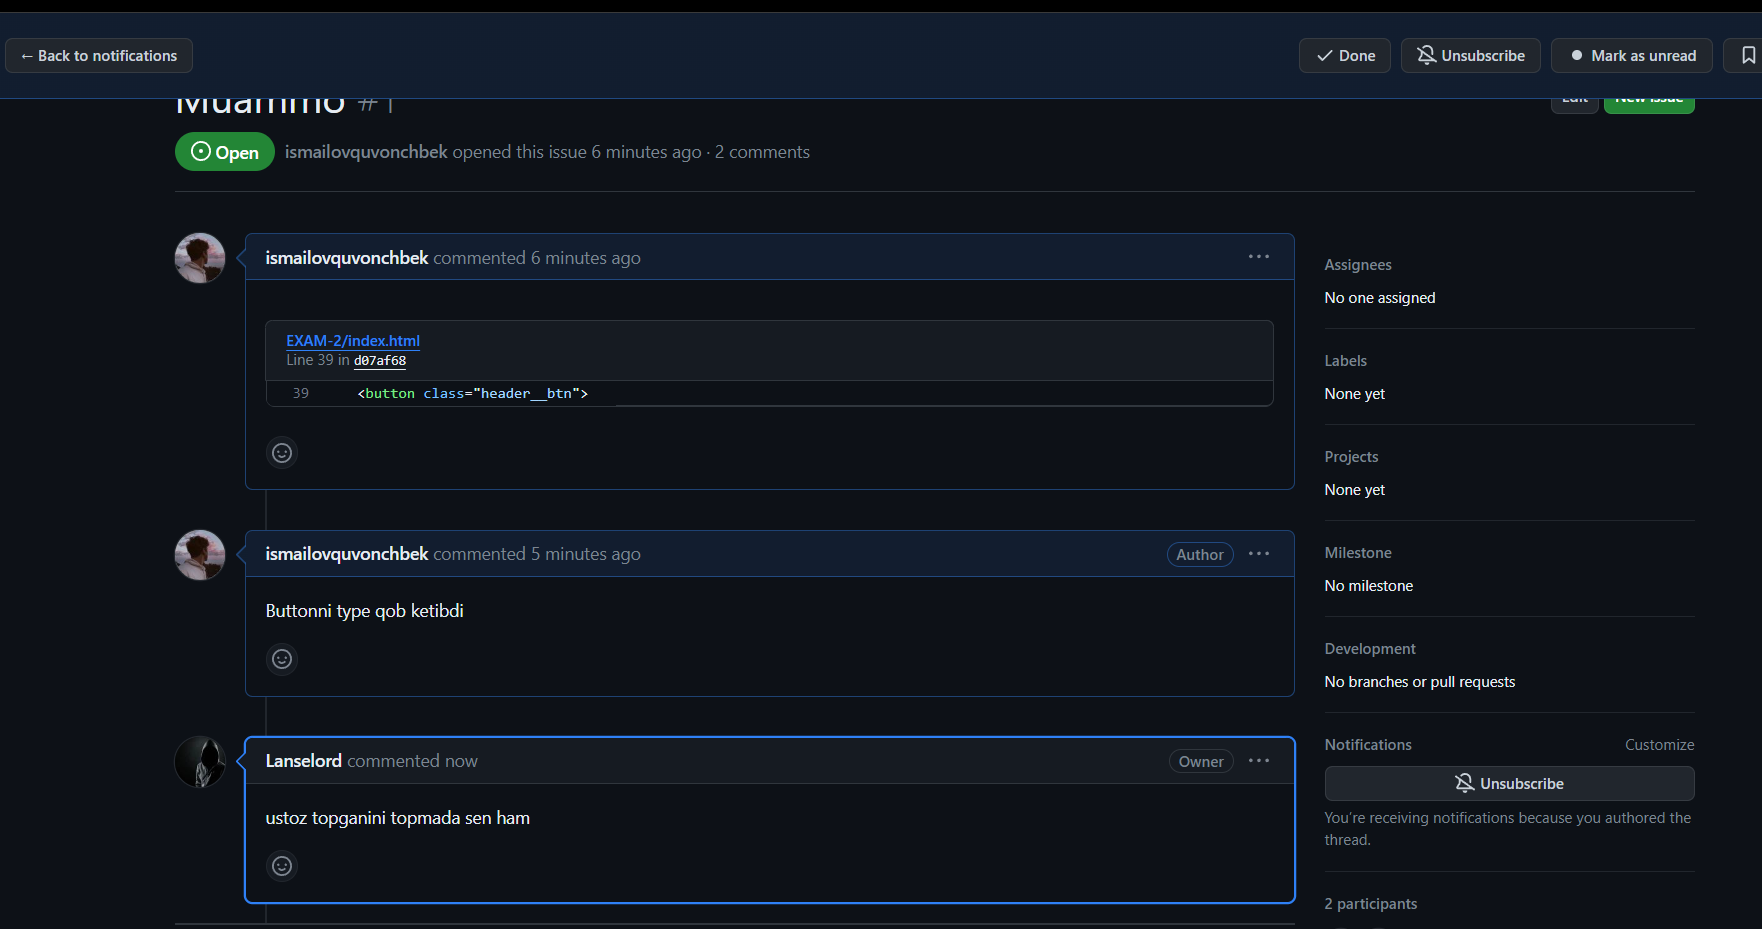 ← Back to notifications
Done
Unsubscribe
Mark as unread
Muammo #1
Edit
New issue
Open
ismailovquvonchbek opened this issue 6 minutes ago · 2 comments
ismailovquvonchbek commented 6 minutes ago
EXAM-2/index.html
Line 39 in d07af68
39 <button class="header__btn">
ismailovquvonchbek commented 5 minutes ago
Author
Buttonni type qob ketibdi
Lanselord commented now
Owner
ustoz topganini topmada sen ham
Assignees
No one assigned
Labels
None yet
Projects
None yet
Milestone
No milestone
Development
No branches or pull requests
Notifications
Customize
Unsubscribe
You're receiving notifications because you authored the
thread.
2 participants